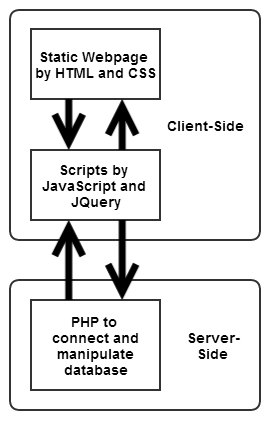 Static Webpage
by HTML and CSS
Client-Side
Scripts by
JavaScript and
JQuery
PHP to
connect and
manipulate
database
Server-
Side